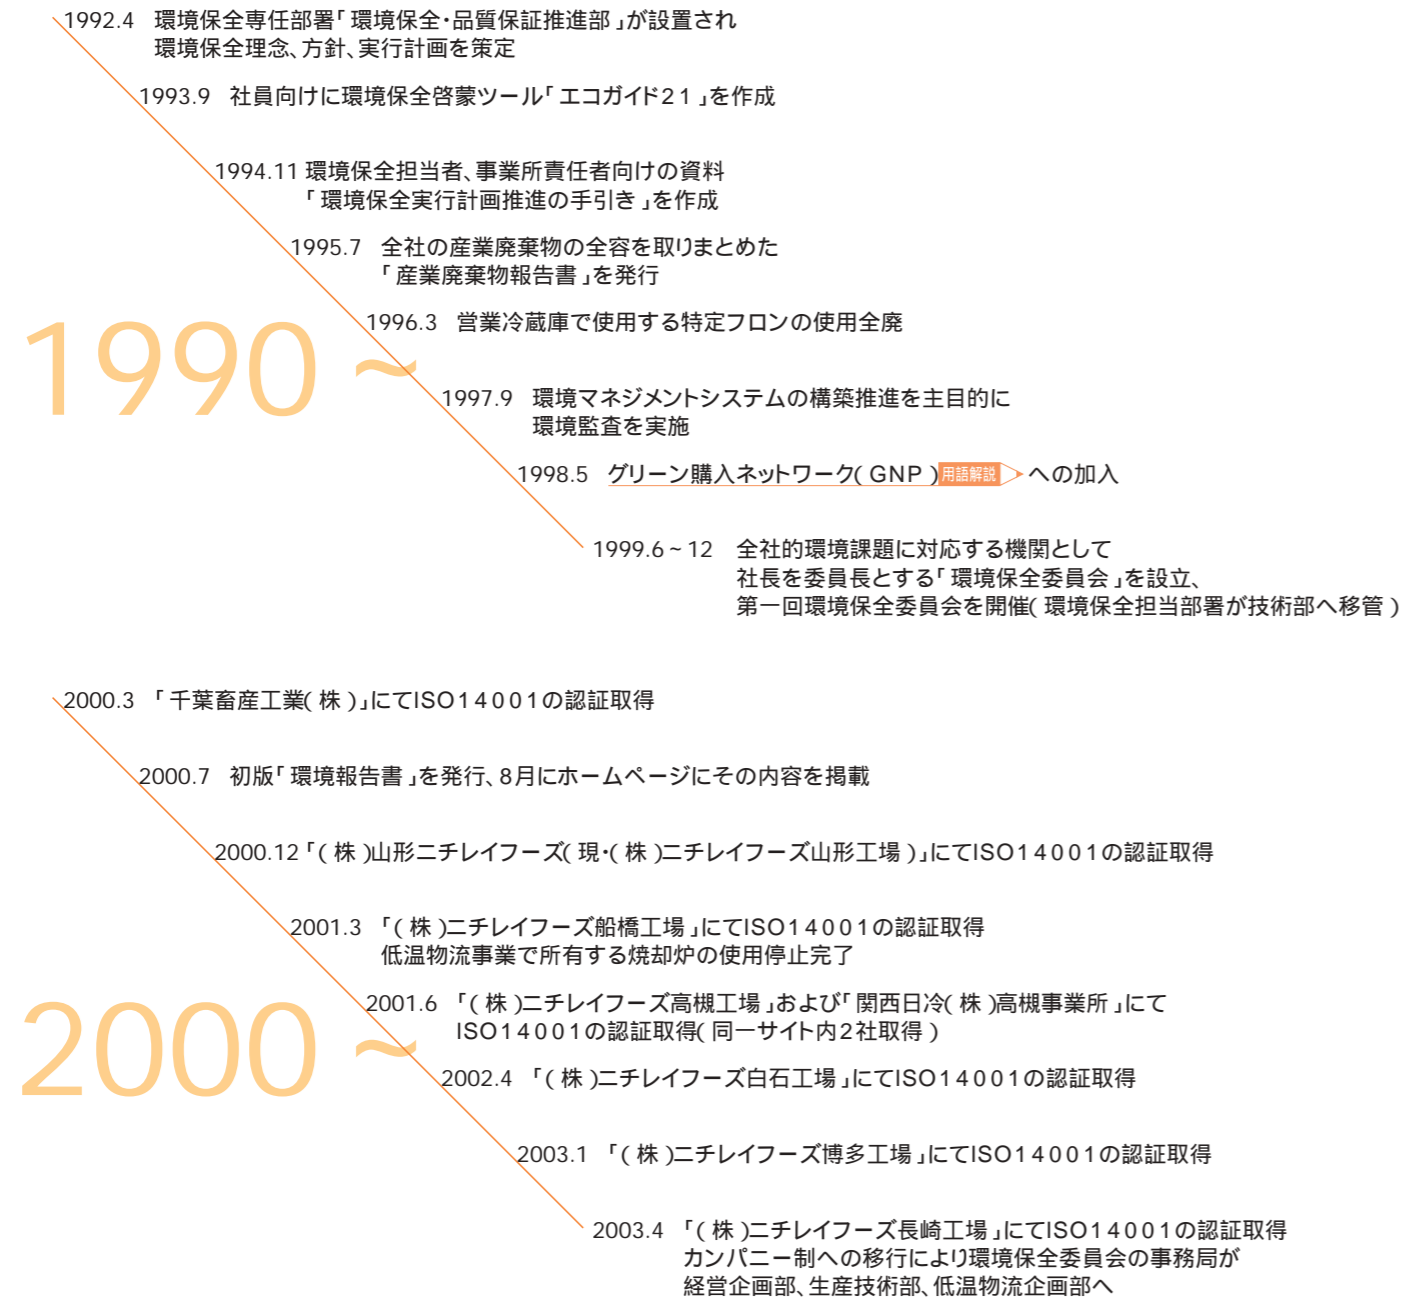 1992.4 環境保全専任部署「環境保全・品質保証推進部」が設置され
環境保全理念、方針、実行計画を策定
1993.9 社員向けに環境保全啓蒙ツール「エコガイド21」を作成
1994.11 環境保全担当者、事業所責任者向けの資料
「環境保全実行計画推進の手引き」を作成
1995.7 全社の産業廃棄物の全容を取りまとめた
「産業廃棄物報告書」を発行
1990~
1996.3 営業冷蔵庫で使用する特定フロンの使用全廃
1997.9 環境マネジメントシステムの構築推進を主目的に
環境監査を実施
1998.5 グリーン購入ネットワーク(GNP)用語解説 への加入
1999.6~12 全社的環境課題に対応する機関として
社長を委員長とする「環境保全委員会」を設立、
第一回環境保全委員会を開催(環境保全担当部署が技術部へ移管)
2000.3 「千葉畜産工業(株)」にてISO14001の認証取得
2000.7 初版「環境報告書」を発行、8月にホームページにその内容を掲載
2000.12 「(株)山形ニチレイフーズ(現・(株)ニチレイフーズ山形工場)」にてISO14001の認証取得
2001.3 「(株)ニチレイフーズ船橋工場」にてISO14001の認証取得
低温物流事業で所有する焼却炉の使用停止完了
2000~
2001.6 「(株)ニチレイフーズ高槻工場」および「関西日冷(株)高槻事業所」にて
ISO14001の認証取得(同一サイト内2社取得)
2002.4 「(株)ニチレイフーズ白石工場」にてISO14001の認証取得
2003.1 「(株)ニチレイフーズ博多工場」にてISO14001の認証取得
2003.4 「(株)ニチレイフーズ長崎工場」にてISO14001の認証取得
カンパニー制への移行により環境保全委員会の事務局が
経営企画部、生産技術部、低温物流企画部へ